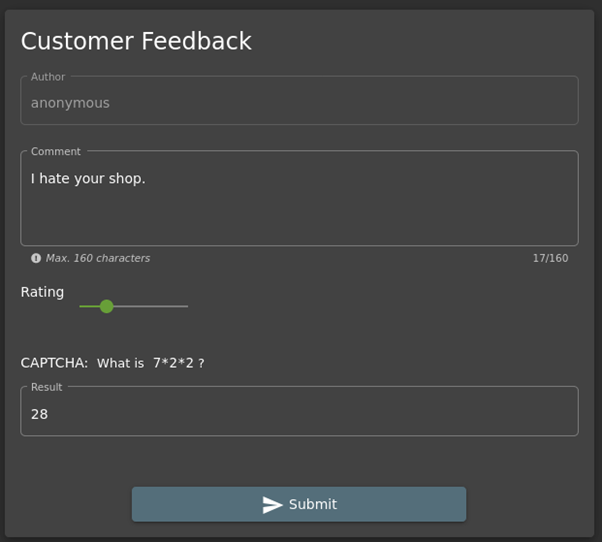 Customer Feedback
Author
anonymous
Comment
I hate your shop.
Max. 160 characters 17/160
Rating
CAPTCHA: What is 7*2*2 ?
Result
28
Submit